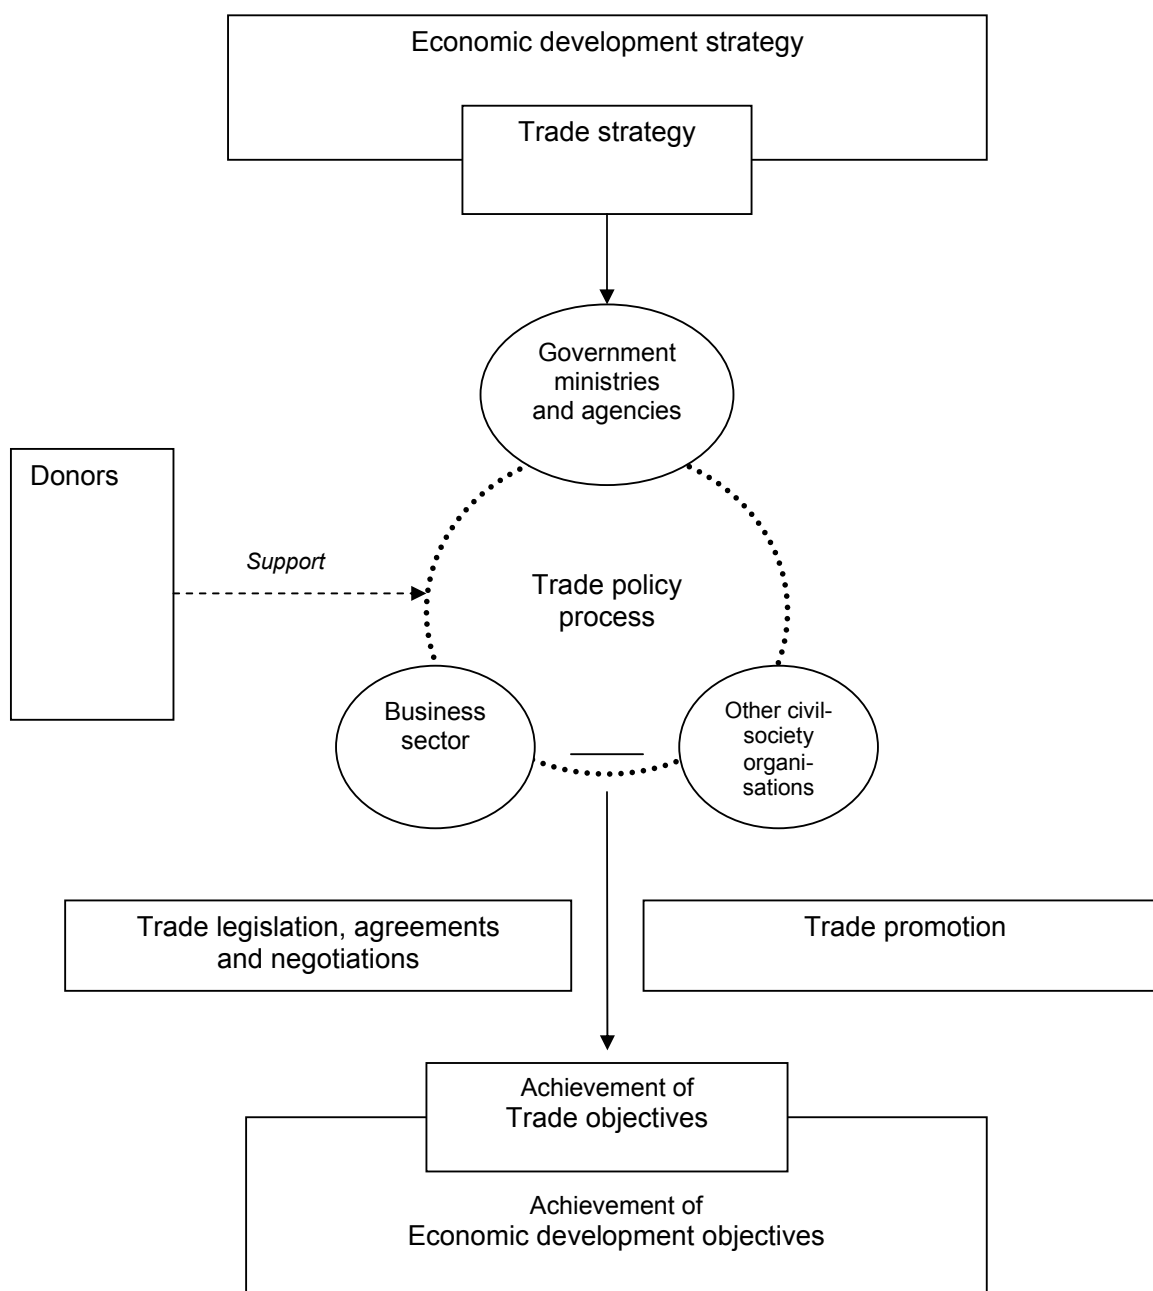 Economic development strategy
Trade strategy
Government
ministries
and agencies
Donors
Support
Trade policy
process
Business
sector
Other civil-
society
organi-
sations
Trade legislation, agreements
and negotiations
Trade promotion
Achievement of
Trade objectives
Achievement of
Economic development objectives